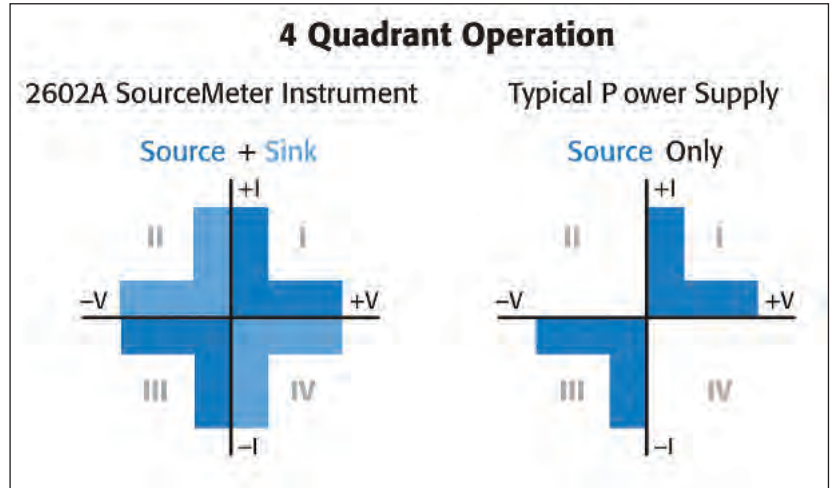 4 Quadrant Operation
2602A SourceMeter Instrument
Source + Sink
+I
II
I
–V
+V
III
IV
–I
Typical P ower Supply
Source Only
+I
II
I
–V
+V
III
IV
–I